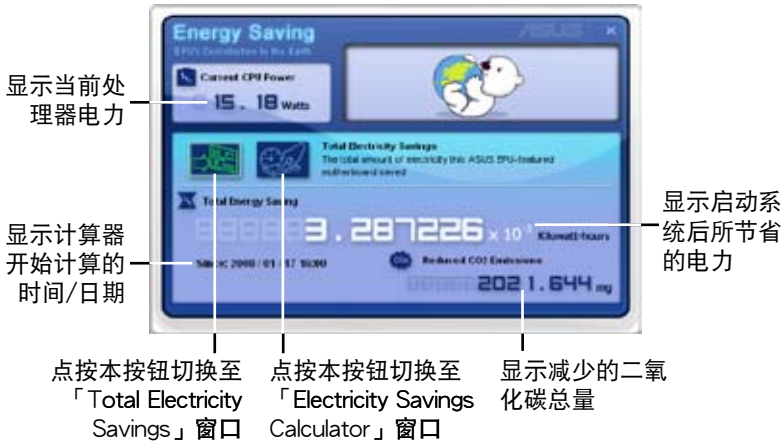 Energy Saving
ASUS
EPUS Contribution to the Earth
Current CPU Power
15.18 Watts
Total Electricity Savings
The total amount of electricity this ASUS EPU-featured
motherboard saved
Total Energy Saving
3.287226 x 10⁻³ Kiluwatt-hours
Since: 2008 / 01 / 17 16:00
Reduced CO2 Emissions
2021.644 mg
显示当前处
理器电力
显示计算器
开始计算的
时间/日期
显示启动系
统后所节省
的电力
点按本按钮切换至
「Total Electricity
Savings」窗口
点按本按钮切换至
「Electricity Savings
Calculator」窗口
显示减少的二氧
化碳总量